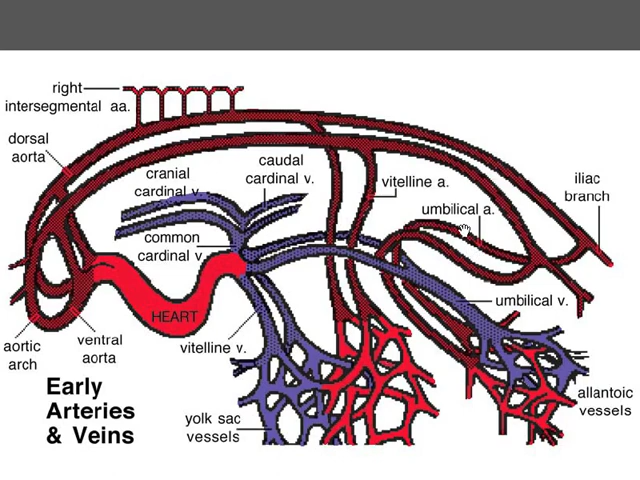 right
intersegmental aa.
dorsal
aorta
cranial
cardinal v.
caudal
cardinal v.
vitelline a.
umbilical a.
iliac
branch
common
cardinal v.
HEART
umbilical v.
aortic
arch
ventral
aorta
vitelline v.
Early
Arteries
& Veins
yolk sac
vessels
allantoic
vessels